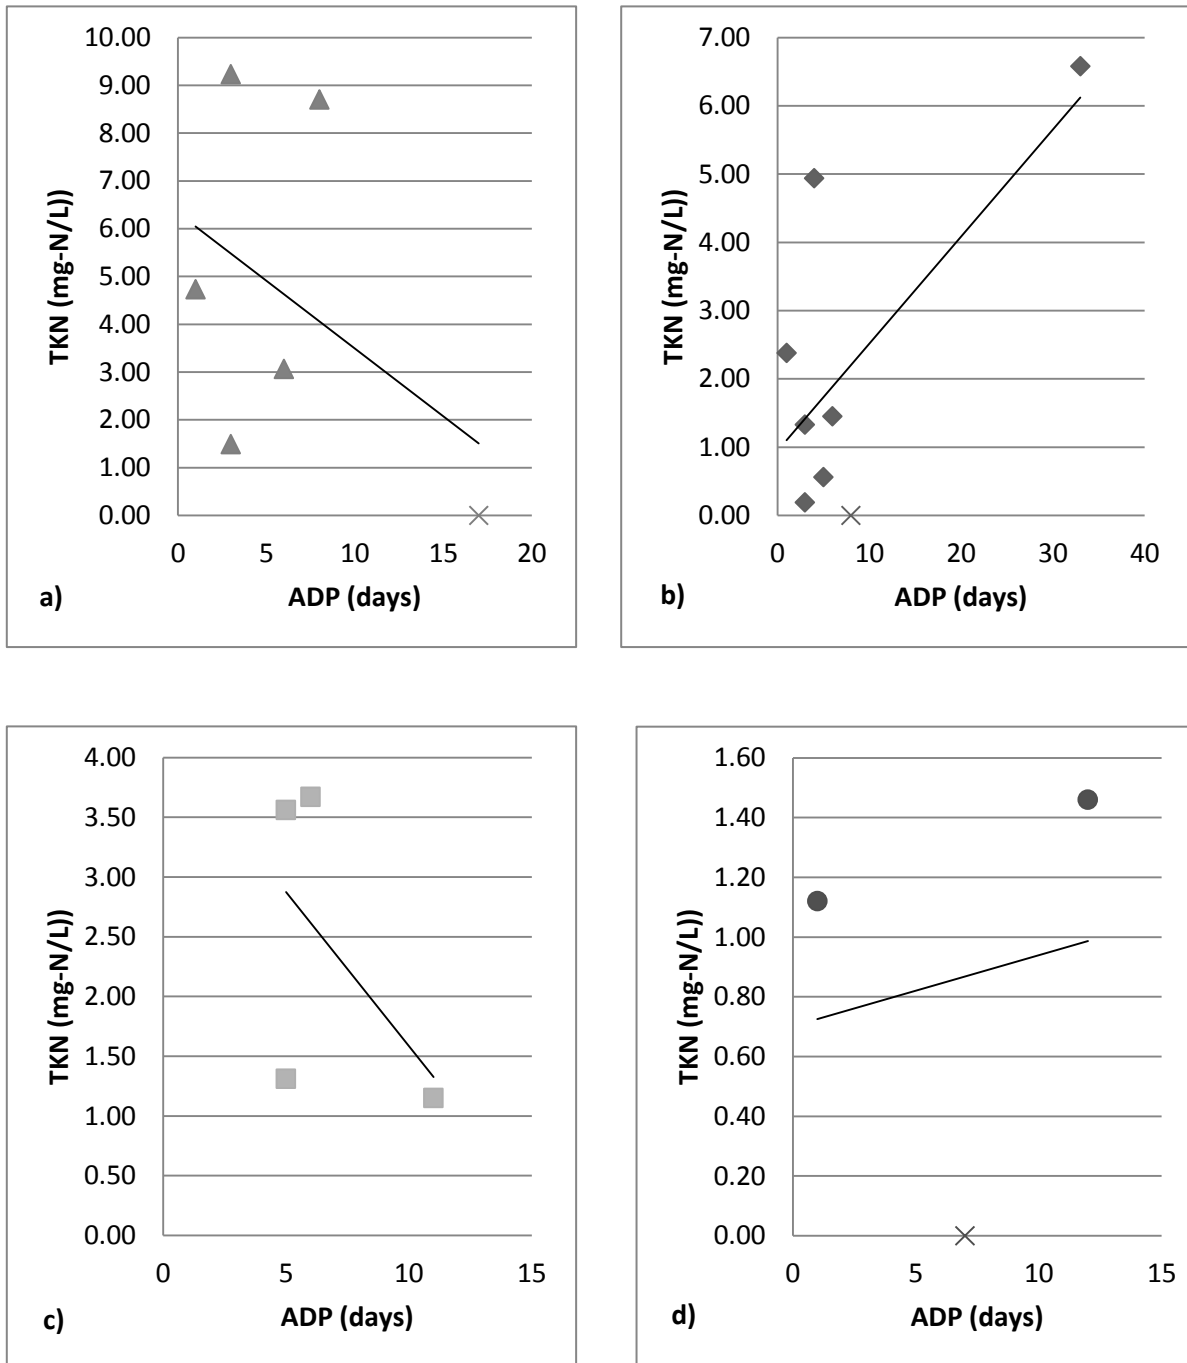 10.00
9.00
8.00
7.00
6.00
5.00
4.00
3.00
2.00
1.00
0.00
TKN (mg-N/L))
0 5 10 15 20
ADP (days)
a)
7.00
6.00
5.00
4.00
3.00
2.00
1.00
0.00
TKN (mg-N/L))
0 10 20 30 40
ADP (days)
b)
4.00
3.50
3.00
2.50
2.00
1.50
1.00
0.50
0.00
TKN (mg-N/L))
0 5 10 15
ADP (days)
c)
1.60
1.40
1.20
1.00
0.80
0.60
0.40
0.20
0.00
TKN (mg-N/L))
0 5 10 15
ADP (days)
d)